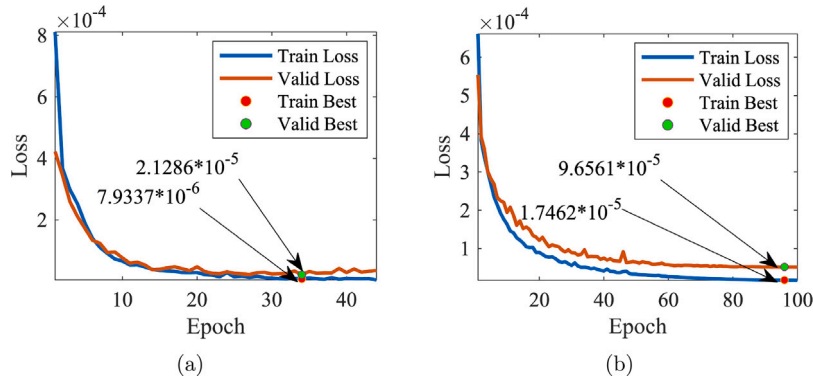 ×10⁻⁴
8
6
4
2
Loss
Train Loss
Valid Loss
Train Best
Valid Best
2.1286*10⁻⁵
7.9337*10⁻⁶
10
20
30
40
Epoch
(a)
×10⁻⁴
6
5
4
3
2
1
Loss
Train Loss
Valid Loss
Train Best
Valid Best
9.6561*10⁻⁵
1.7462*10⁻⁵
20
40
60
80
100
Epoch
(b)